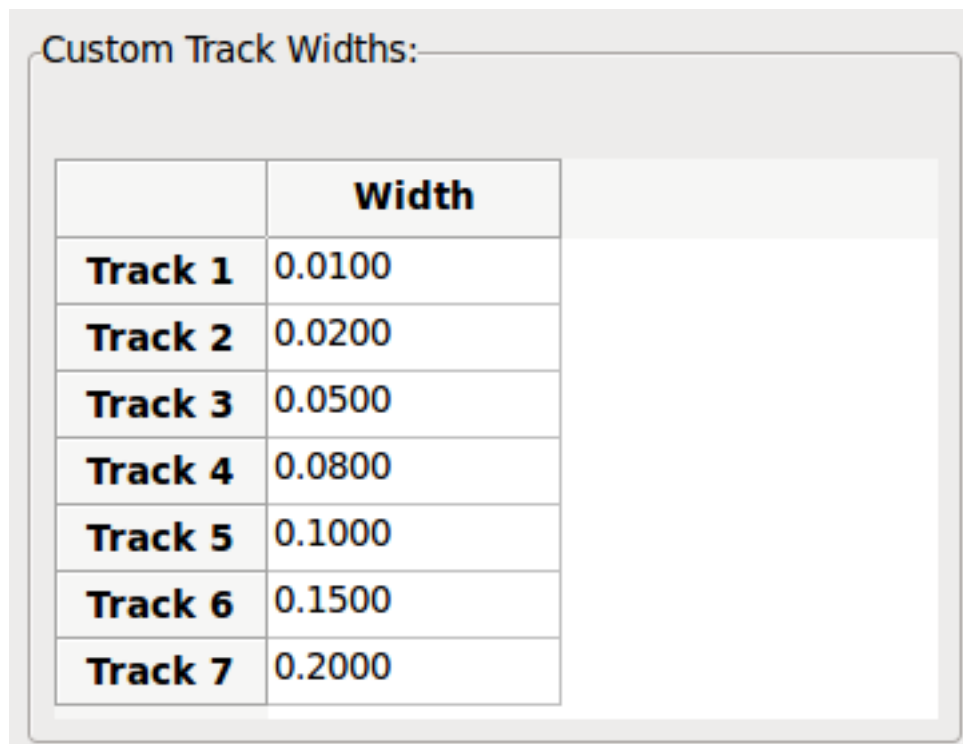 Custom Track Widths:
Width
Track 1 0.0100
Track 2 0.0200
Track 3 0.0500
Track 4 0.0800
Track 5 0.1000
Track 6 0.1500
Track 7 0.2000